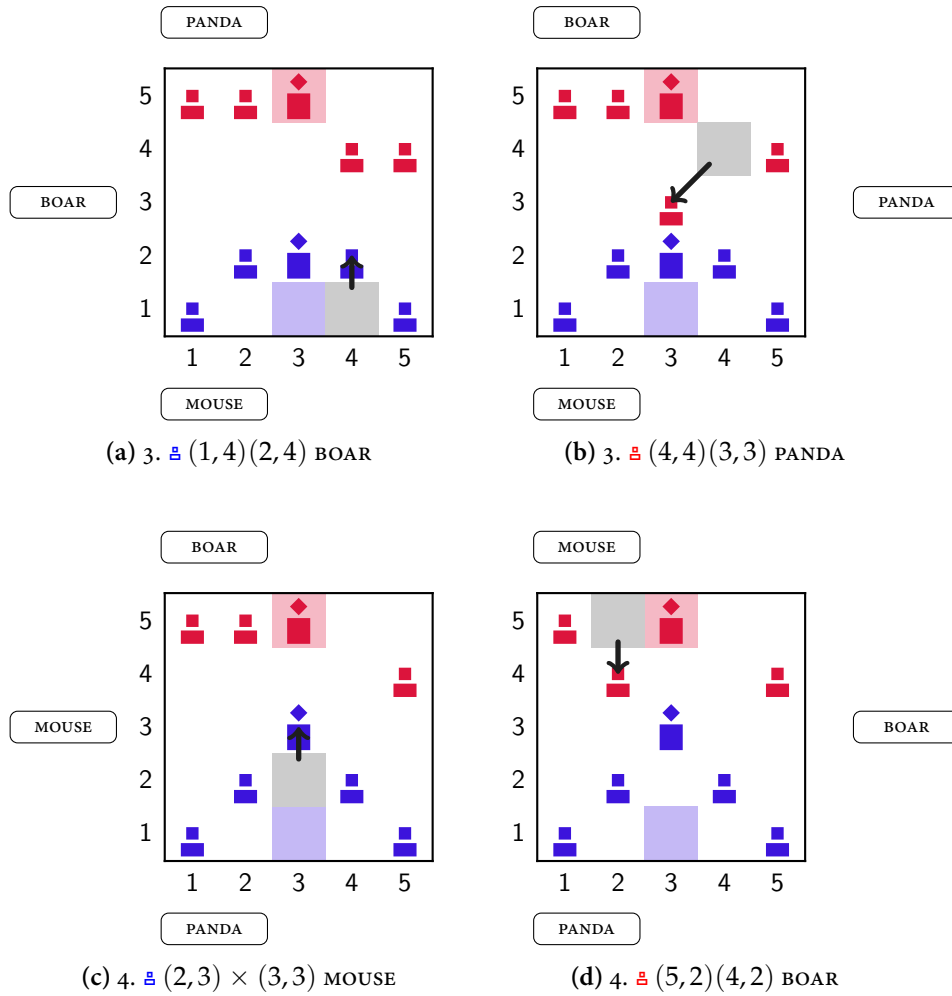 PANDA BOAR
5 5
4 4
BOAR 3 3 PANDA
2 2
1 1
1 2 3 4 5 1 2 3 4 5
MOUSE MOUSE
(a) 3. (1, 4)(2, 4) BOAR (b) 3. (4, 4)(3, 3) PANDA
BOAR MOUSE
5 5
4 4
MOUSE 3 3 BOAR
2 2
1 1
1 2 3 4 5 1 2 3 4 5
PANDA PANDA
(c) 4. (2, 3) × (3, 3) MOUSE (d) 4. (5, 2)(4, 2) BOAR